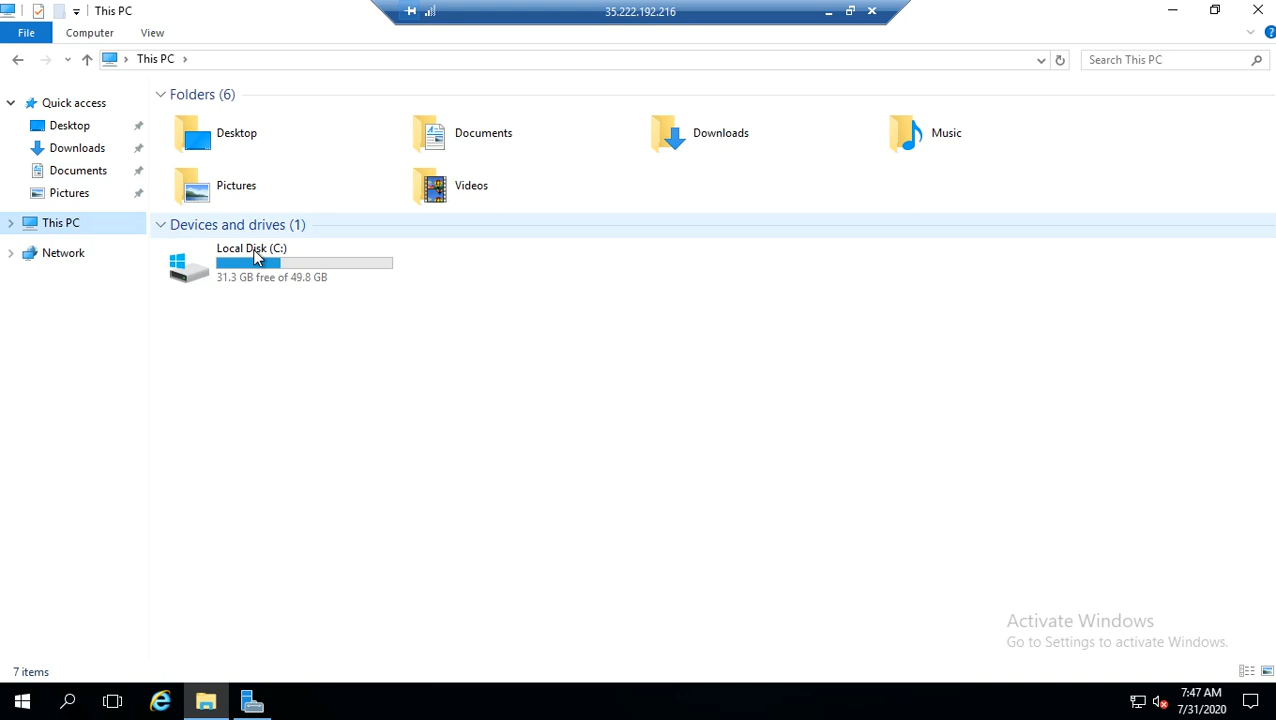 This PC
35.222.192.216
File Computer View
This PC
Search This PC
Quick access
Desktop
Downloads
Documents
Pictures
This PC
Network
Folders (6)
Desktop Documents Downloads Music
Pictures Videos
Devices and drives (1)
Local Disk (C:)
31.3 GB free of 49.8 GB
Activate Windows
Go to Settings to activate Windows.
7 items
7:47 AM
7/31/2020